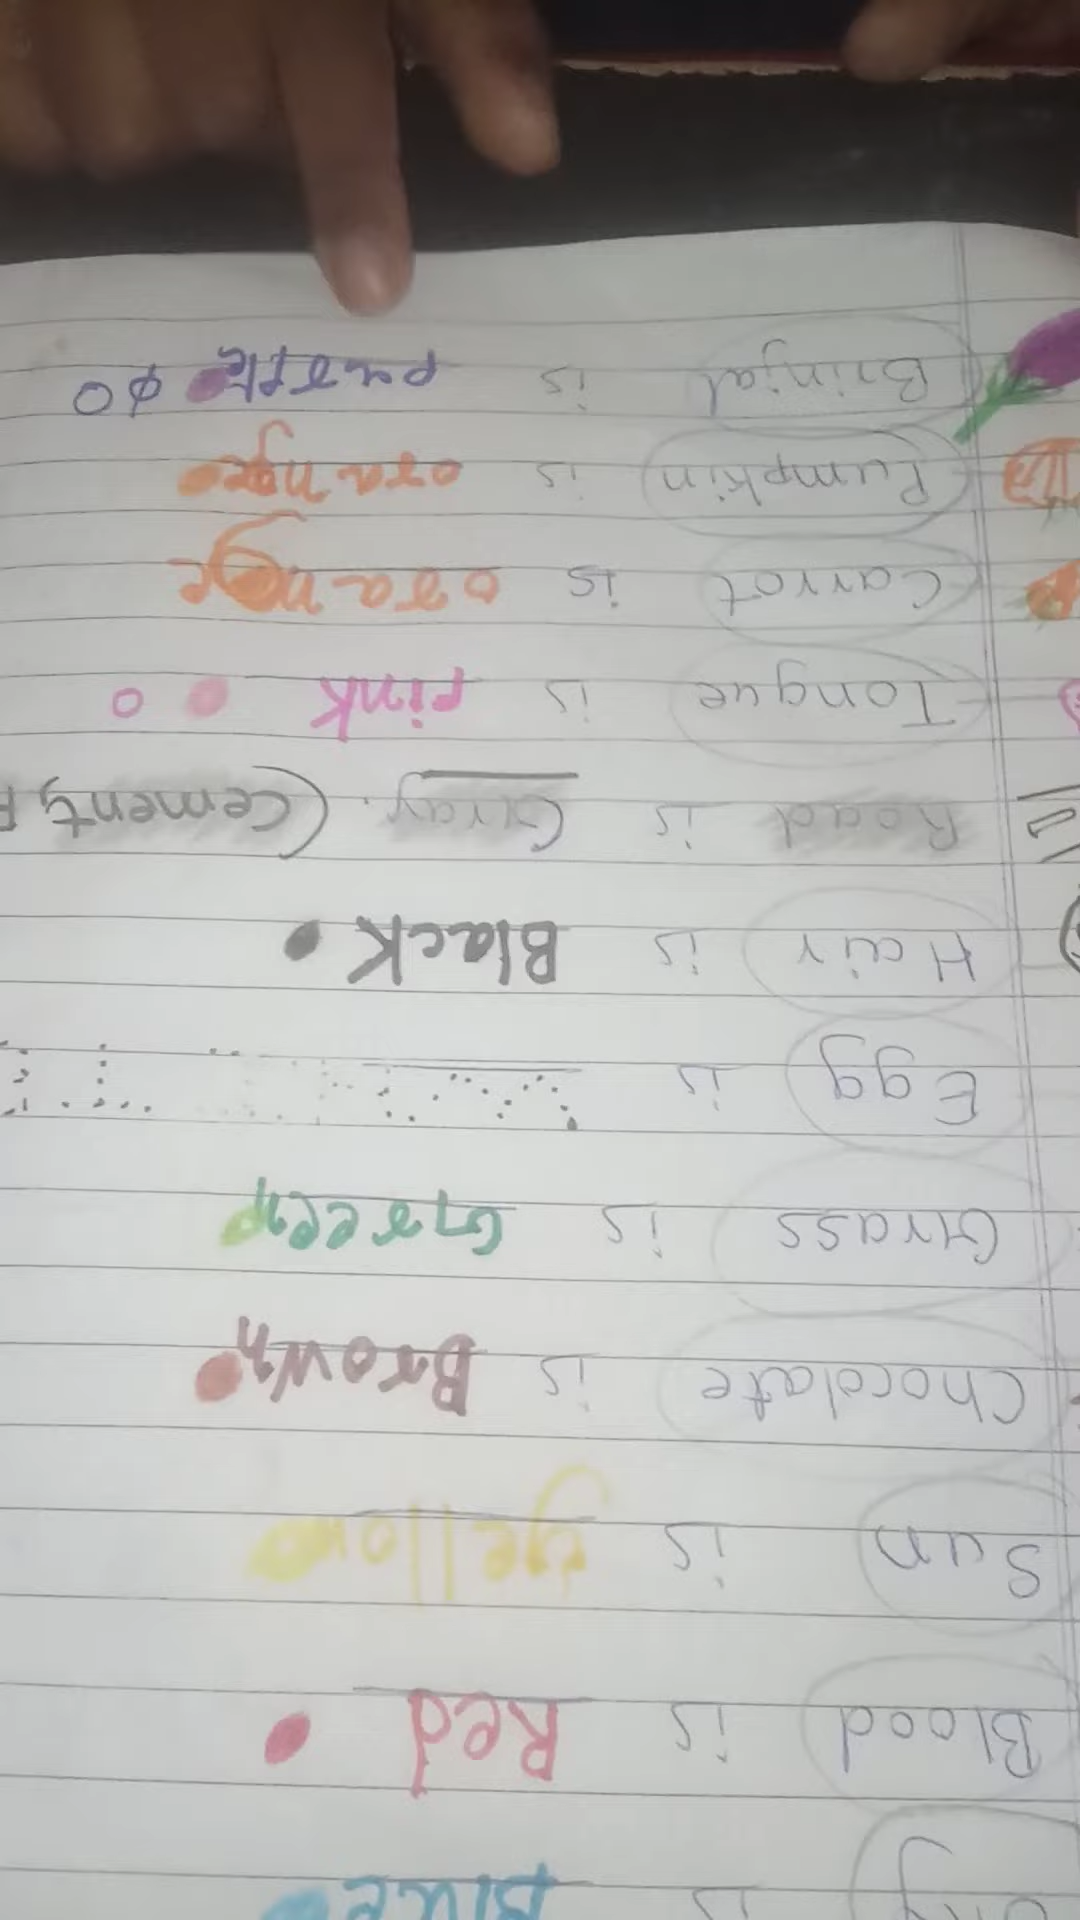 is Blue
Blood is Red
Sun is yellow
Chocolate is Brown
Grass is Green
Egg is
Hair is Black
Road is Gray. (Cement,
Tongue is Pink
Carrot is orange
Pumpkin is orange
Brinjal is purple